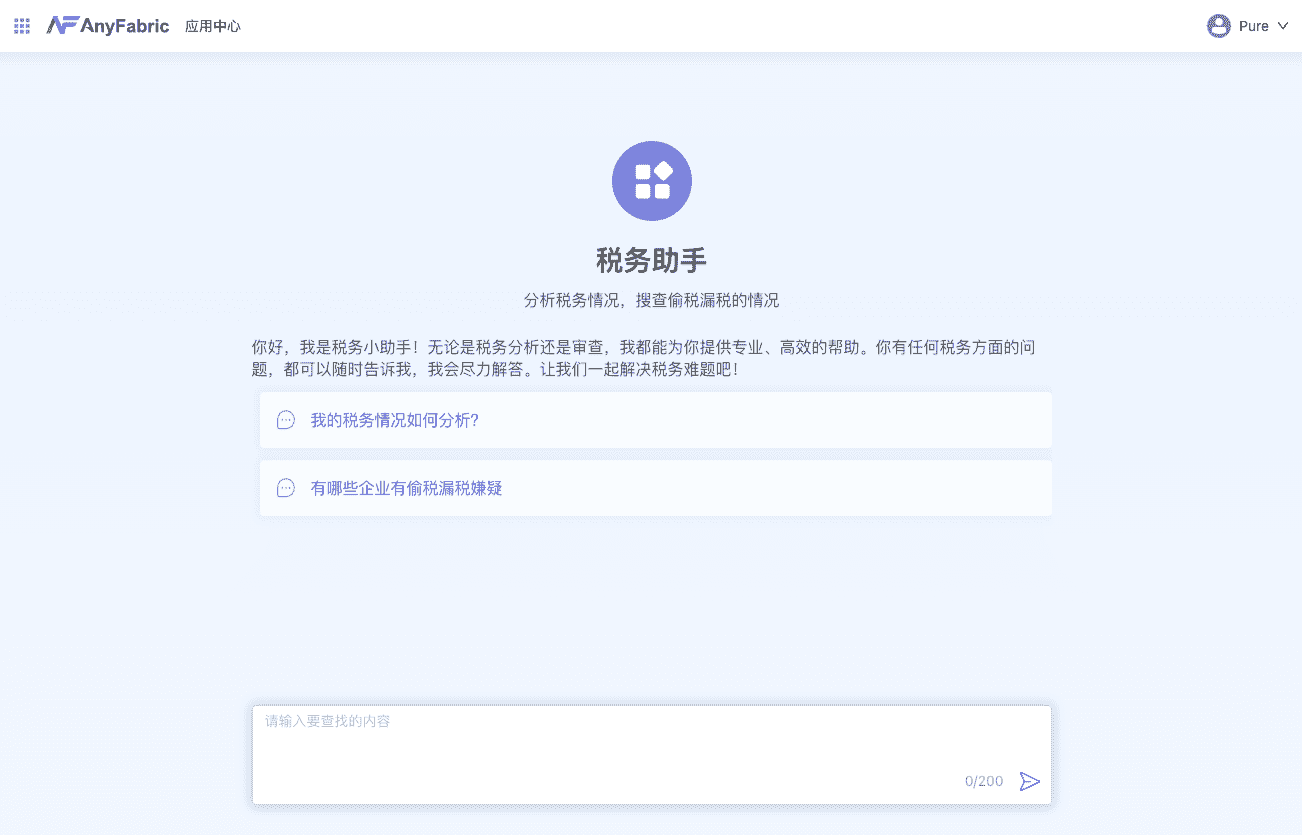 AnyFabric 应用中心 Pure
税务助手
分析税务情况，搜查偷税漏税的情况
你好，我是税务小助手！无论是税务分析还是审查，我都能为你提供专业、高效的帮助。你有任何税务方面的问
题，都可以随时告诉我，我会尽力解答。让我们一起解决税务难题吧！
我的税务情况如何分析?
有哪些企业有偷税漏税嫌疑
请输入要查找的内容
0/200